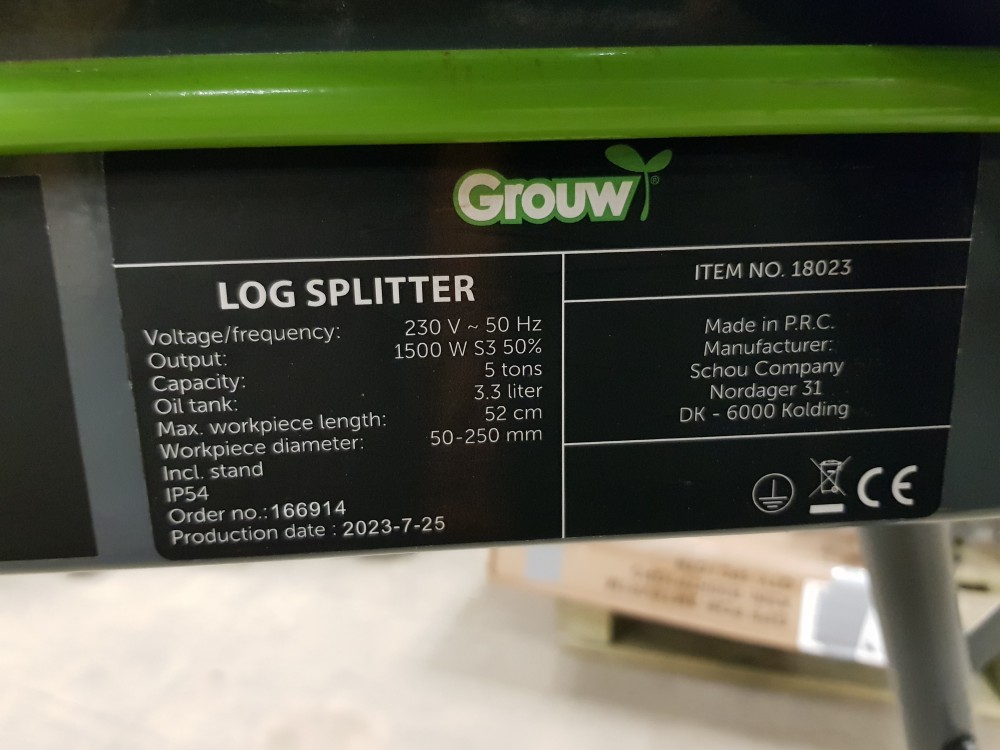 Grouw ®
LOG SPLITTER
Voltage/frequency: 230 V ~ 50 Hz
Output: 1500 W S3 50%
Capacity: 5 tons
Oil tank: 3.3 liter
Max. workpiece length: 52 cm
Workpiece diameter: 50-250 mm
Incl. stand
IP54
Order no.:166914
Production date : 2023-7-25
ITEM NO. 18023
Made in P.R.C.
Manufacturer:
Schou Company
Nordager 31
DK - 6000 Kolding
CE